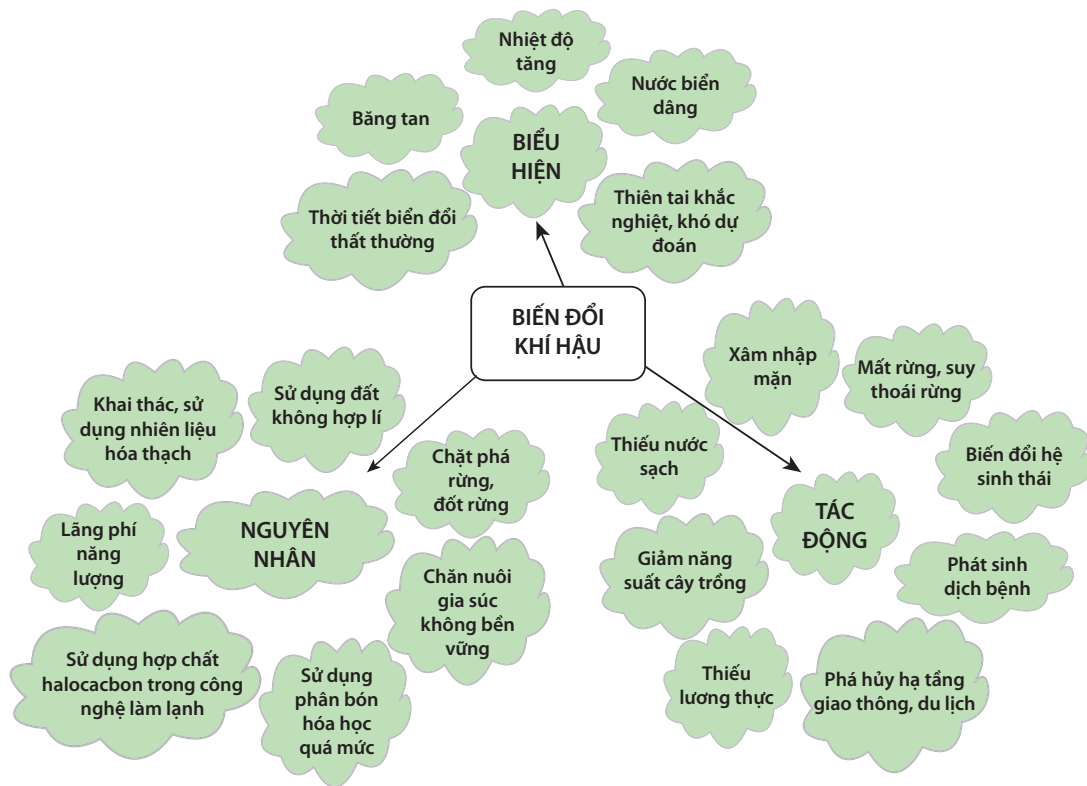 Nhiệt độ
tăng
Nước biển
dâng
Băng tan
BIỂU
HIỆN
Thời tiết biển đổi
thất thường
Thiên tai khắc
nghiệt, khó dự
đoán
BIẾN ĐỔI
KHÍ HẬU
Khai thác, sử
dụng nhiên liệu
hóa thạch
Sử dụng đất
không hợp lí
Chặt phá
rừng,
đốt rừng
Lãng phí
năng
lượng
NGUYÊN
NHÂN
Chăn nuôi
gia súc
không bền
vững
Sử dụng hợp chất
halocacbon trong công
nghệ làm lạnh
Sử dụng
phân bón
hóa học
quá mức
Xâm nhập
mặn
Mất rừng, suy
thoái rừng
Thiếu nước
sạch
Biến đổi hệ
sinh thái
TÁC
ĐỘNG
Giảm năng
suất cây trồng
Phát sinh
dịch bệnh
Thiếu
lương thực
Phá hủy hạ tầng
giao thông, du lịch